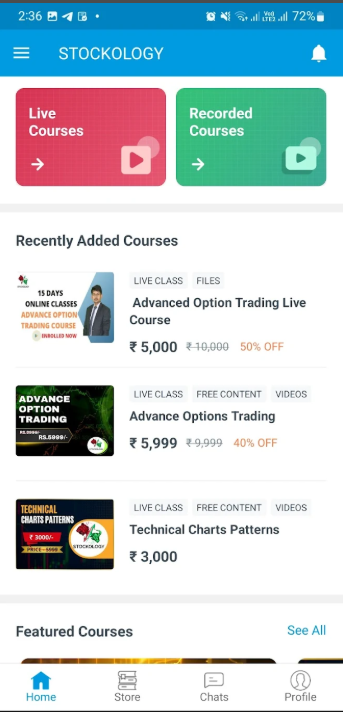 2:36
72%
STOCKOLOGY
Live
Courses
Recorded
Courses
Recently Added Courses
15 DAYS
ONLINE CLASSES
ADVANCE OPTION
TRADING COURSE
ENROLLED NOW
LIVE CLASS FILES
Advanced Option Trading Live
Course
₹ 5,000 ₹ 10,000 50% OFF
ADVANCE
OPTION
TRADING
RS.5999/-
LIVE CLASS FREE CONTENT VIDEOS
Advance Options Trading
₹ 5,999 ₹ 9,999 40% OFF
TECHNICAL
CHARTS PATTERNS
₹ 3000/-
STOCKOLOGY
LIVE CLASS FREE CONTENT VIDEOS
Technical Charts Patterns
₹ 3,000
Featured Courses See All
Home Store Chats Profile